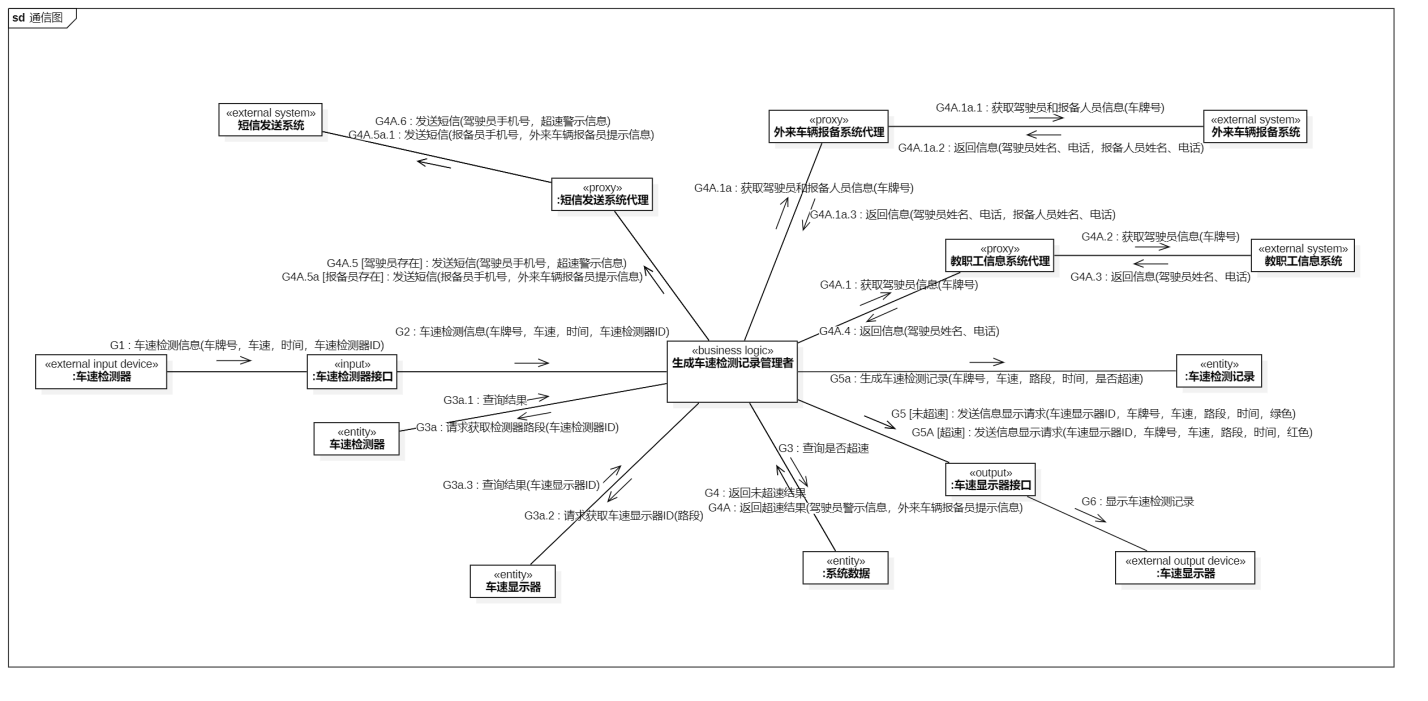 sd 通信图
«external system»
短信发送系统
G4A.6 : 发送短信(驾驶员手机号，超速警示信息)
G4A.5a.1 : 发送短信(报备员手机号，外来车辆报备员提示信息)
«proxy»
:短信发送系统代理
«proxy»
外来车辆报备系统代理
G4A.1a.1 : 获取驾驶员和报备人员信息(车牌号)
G4A.1a.2 : 返回信息(驾驶员姓名、电话，报备人员姓名、电话)
«external system»
外来车辆报备系统
G4A.1a : 获取驾驶员和报备人员信息(车牌号)
G4A.1a.3 : 返回信息(驾驶员姓名、电话，报备人员姓名、电话)
«proxy»
教职工信息系统代理
G4A.2 : 获取驾驶员信息(车牌号)
G4A.3 : 返回信息(驾驶员姓名、电话)
«external system»
教职工信息系统
G4A.5 [驾驶员存在] : 发送短信(驾驶员手机号，超速警示信息)
G4A.5a [报备员存在] : 发送短信(报备员手机号，外来车辆报备员提示信息)
G4A.1 : 获取驾驶员信息(车牌号)
G4A.4 : 返回信息(驾驶员姓名、电话)
G1 : 车速检测信息(车牌号，车速，时间，车速检测器ID)
G2 : 车速检测信息(车牌号，车速，时间，车速检测器ID)
«external input device»
:车速检测器
«input»
:车速检测器接口
«business logic»
生成车速检测记录管理者
«entity»
:车速检测记录
G5a : 生成车速检测记录(车牌号，车速，路段，时间，是否超速)
G3a.1 : 查询结果
G3a : 请求获取检测器路段(车速检测器ID)
«entity»
车速检测器
G5 [未超速] : 发送信息显示请求(车速显示器ID，车牌号，车速，路段，时间，绿色)
G5A [超速] : 发送信息显示请求(车速显示器ID，车牌号，车速，路段，时间，红色)
G3 : 查询是否超速
«output»
:车速显示器接口
G3a.3 : 查询结果(车速显示器ID)
G4 : 返回未超速结果
G4A : 返回超速结果(驾驶员警示信息，外来车辆报备员提示信息)
G6 : 显示车速检测记录
G3a.2 : 请求获取车速显示器ID(路段)
«entity»
车速显示器
«entity»
:系统数据
«external output device»
:车速显示器